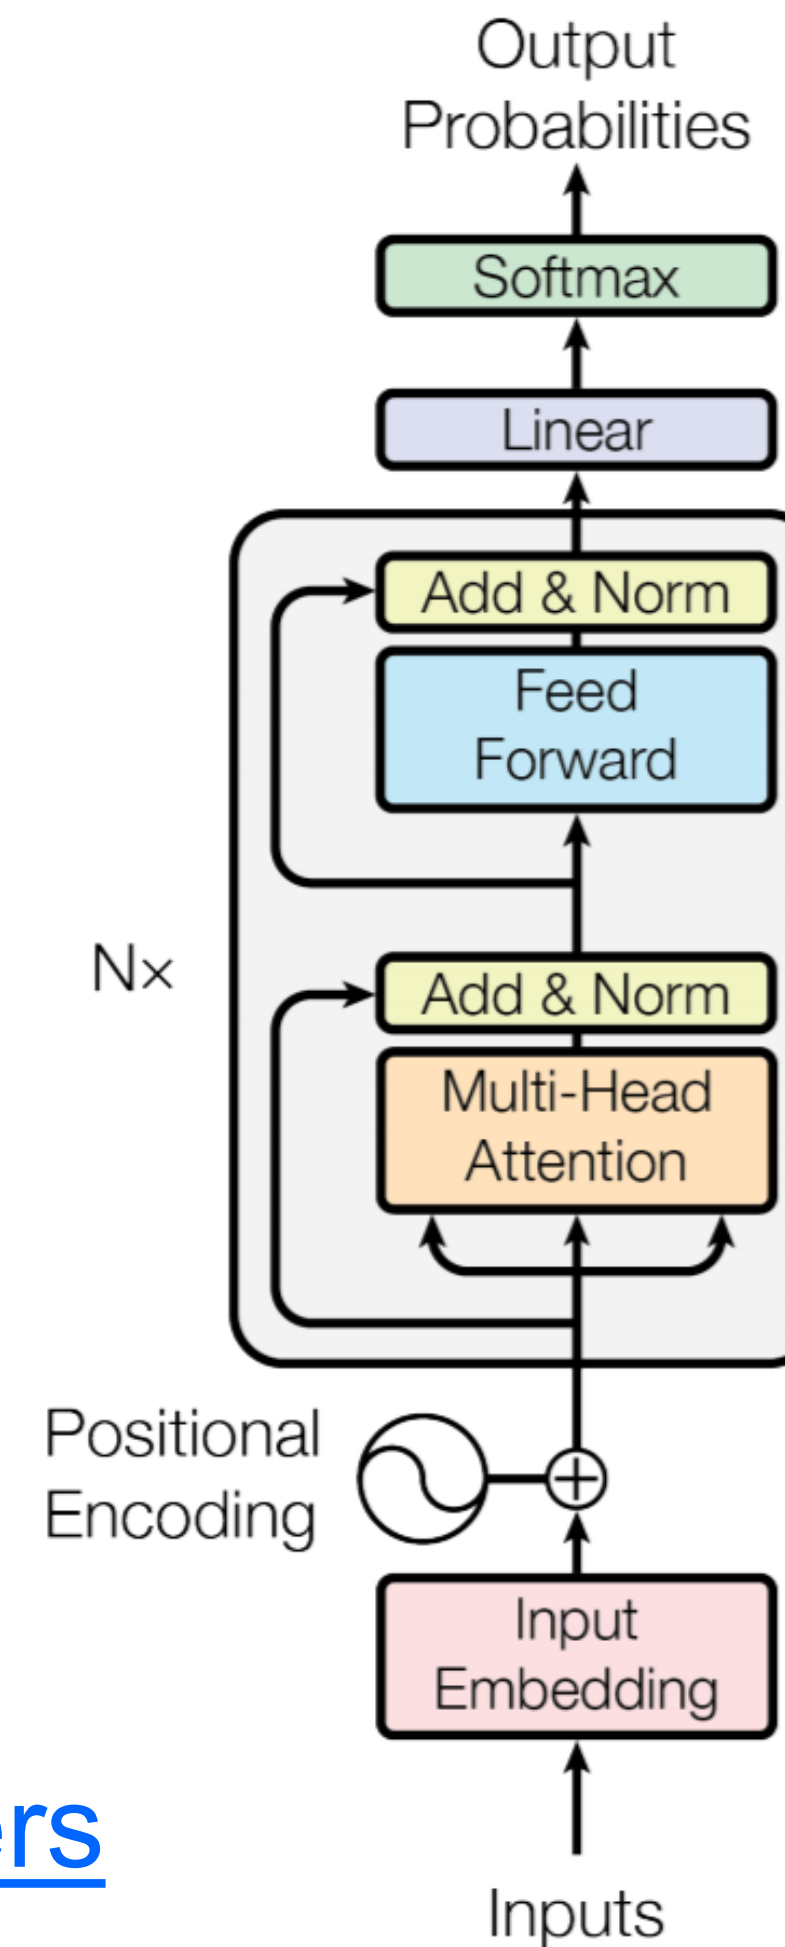 Output
Probabilities
Softmax
Linear
Add & Norm
Feed
Forward
N×
Add & Norm
Multi-Head
Attention
Positional
Encoding
Input
Embedding
Inputs